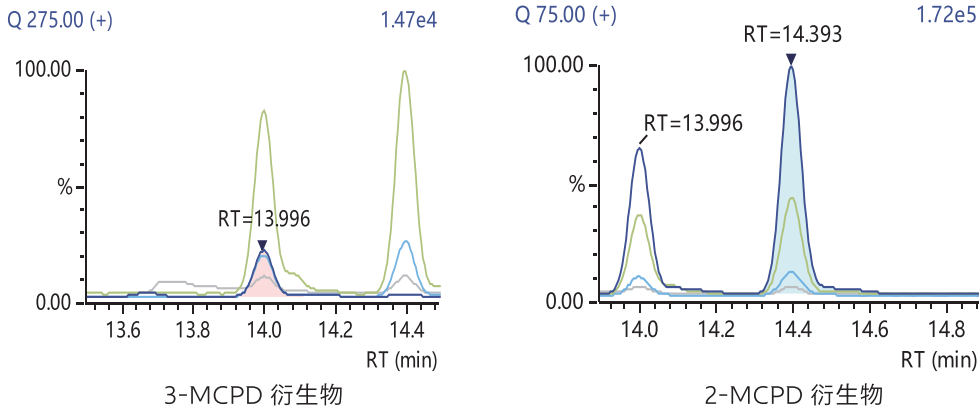 Q 275.00 (+) 1.47e4
100.00
%
RT=13.996
0.00
13.6 13.8 14.0 14.2 14.4
RT (min)
3-MCPD 衍生物
Q 75.00 (+) 1.72e5
RT=14.393
100.00
RT=13.996
%
0.00
14.0 14.2 14.4 14.6 14.8
RT (min)
2-MCPD 衍生物